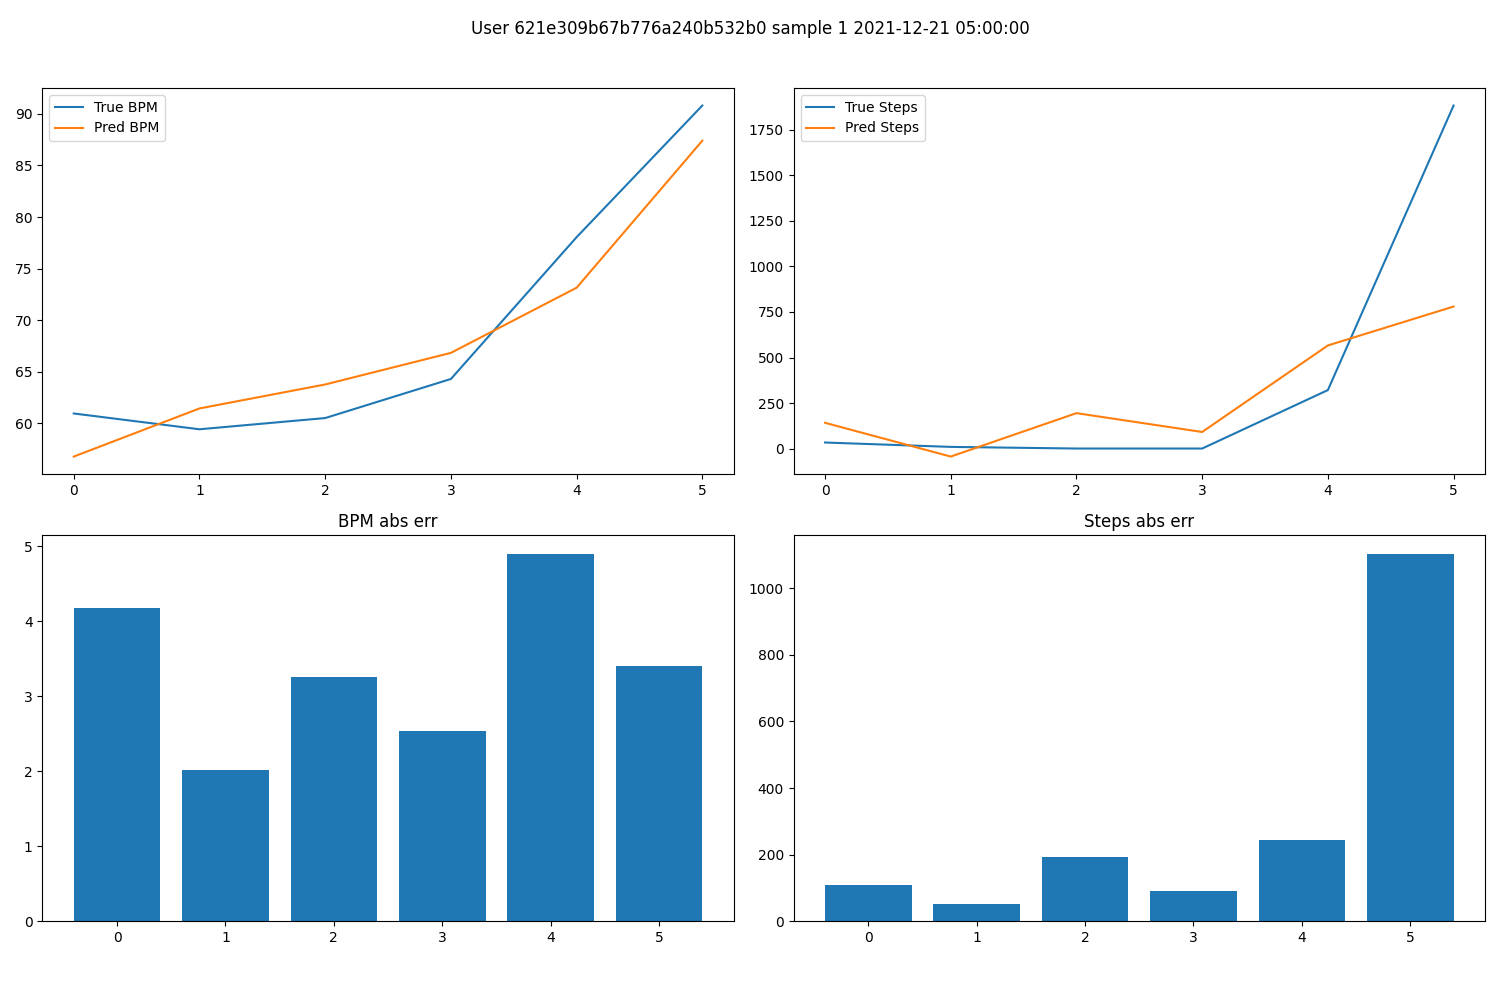 User 621e309b67b776a240b532b0 sample 1 2021-12-21 05:00:00
True BPM
Pred BPM
90
85
80
75
70
65
60
0 1 2 3 4 5
True Steps
Pred Steps
1750
1500
1250
1000
750
500
250
0
0 1 2 3 4 5
BPM abs err
5
4
3
2
1
0
0 1 2 3 4 5
Steps abs err
1000
800
600
400
200
0
0 1 2 3 4 5